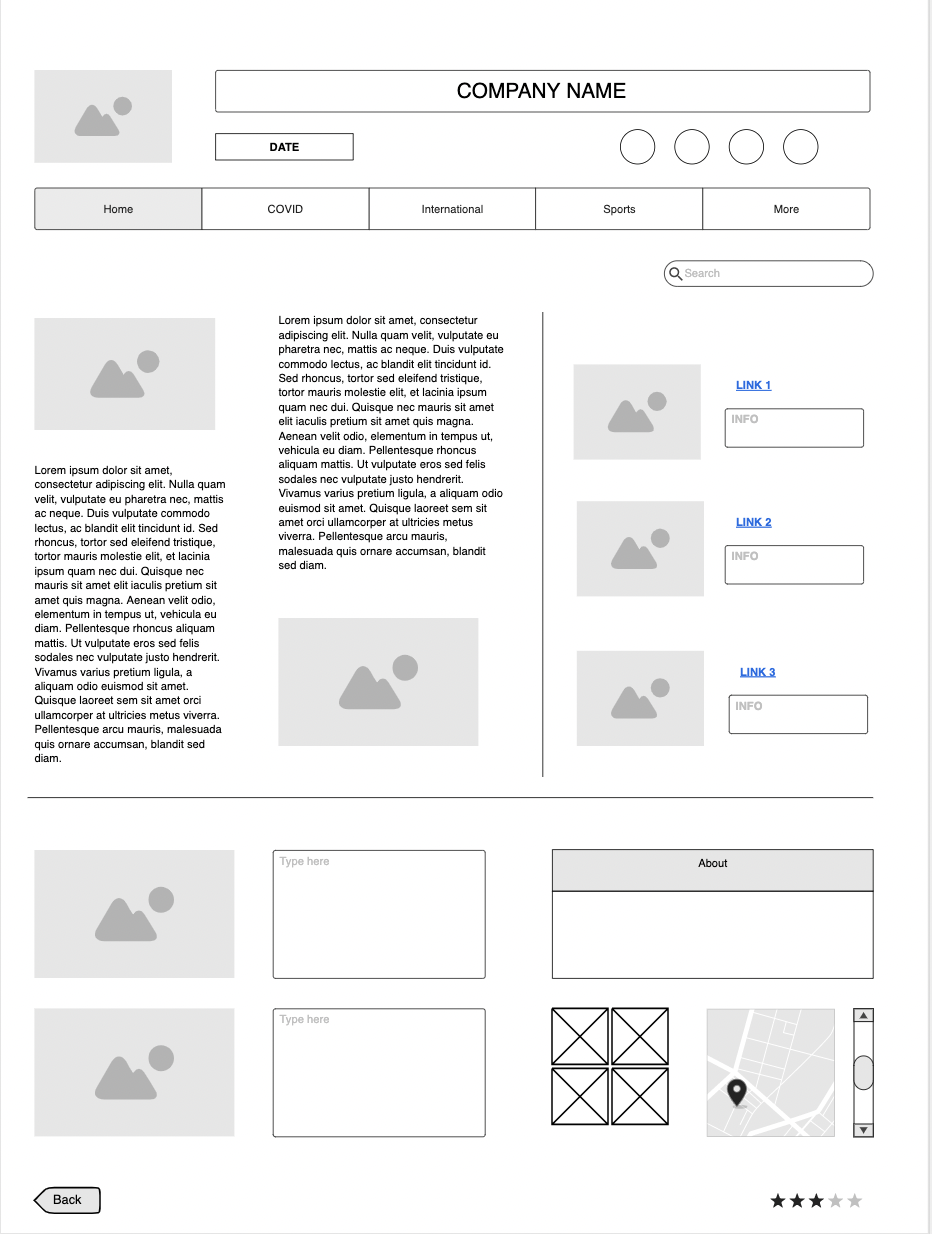 COMPANY NAME
DATE
Home
COVID
International
Sports
More
Search
Lorem ipsum dolor sit amet,
consectetur adipiscing elit. Nulla quam
velit, vulputate eu pharetra nec, mattis
ac neque. Duis vulputate commodo
lectus, ac blandit elit tincidunt id. Sed
rhoncus, tortor sed eleifend tristique,
tortor mauris molestie elit, et lacinia
ipsum quam nec dui. Quisque nec
mauris sit amet elit iaculis pretium sit
amet quis magna. Aenean velit odio,
elementum in tempus ut, vehicula eu
diam. Pellentesque rhoncus aliquam
mattis. Ut vulputate eros sed felis
sodales nec vulputate justo hendrerit.
Vivamus varius pretium ligula, a
aliquam odio euismod sit amet.
Quisque laoreet sem sit amet orci
ullamcorper at ultricies metus viverra.
Pellentesque arcu mauris, malesuada
quis ornare accumsan, blandit sed
diam.
Lorem ipsum dolor sit amet, consectetur
adipiscing elit. Nulla quam velit, vulputate eu
pharetra nec, mattis ac neque. Duis vulputate
commodo lectus, ac blandit elit tincidunt id.
Sed rhoncus, tortor sed eleifend tristique,
tortor mauris molestie elit, et lacinia ipsum
quam nec dui. Quisque nec mauris sit amet
elit iaculis pretium sit amet quis magna.
Aenean velit odio, elementum in tempus ut,
vehicula eu diam. Pellentesque rhoncus
aliquam mattis. Ut vulputate eros sed felis
sodales nec vulputate justo hendrerit.
Vivamus varius pretium ligula, a aliquam odio
euismod sit amet. Quisque laoreet sem sit
amet orci ullamcorper at ultricies metus
viverra. Pellentesque arcu mauris,
malesuada quis ornare accumsan, blandit
sed diam.
LINK 1
INFO
LINK 2
INFO
LINK 3
INFO
Type here
About
Type here
Back